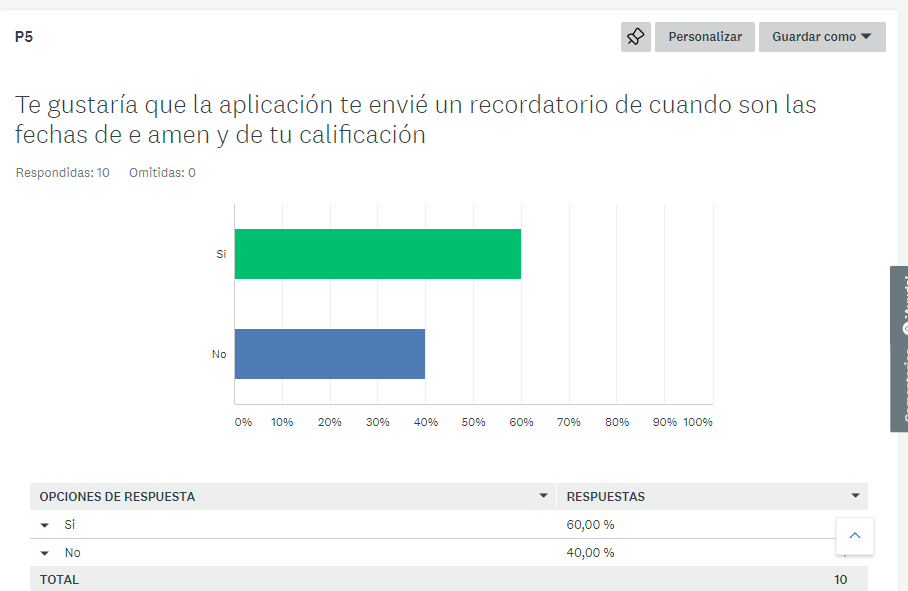 P5
Personalizar
Guardar como
Te gustaría que la aplicación te envié un recordatorio de cuando son las
fechas de e amen y de tu calificación
Respondidas: 10 Omitidas: 0
Si
No
0% 10% 20% 30% 40% 50% 60% 70% 80% 90% 100%
OPCIONES DE RESPUESTA RESPUESTAS
Si 60,00 %
No 40,00 %
TOTAL 10